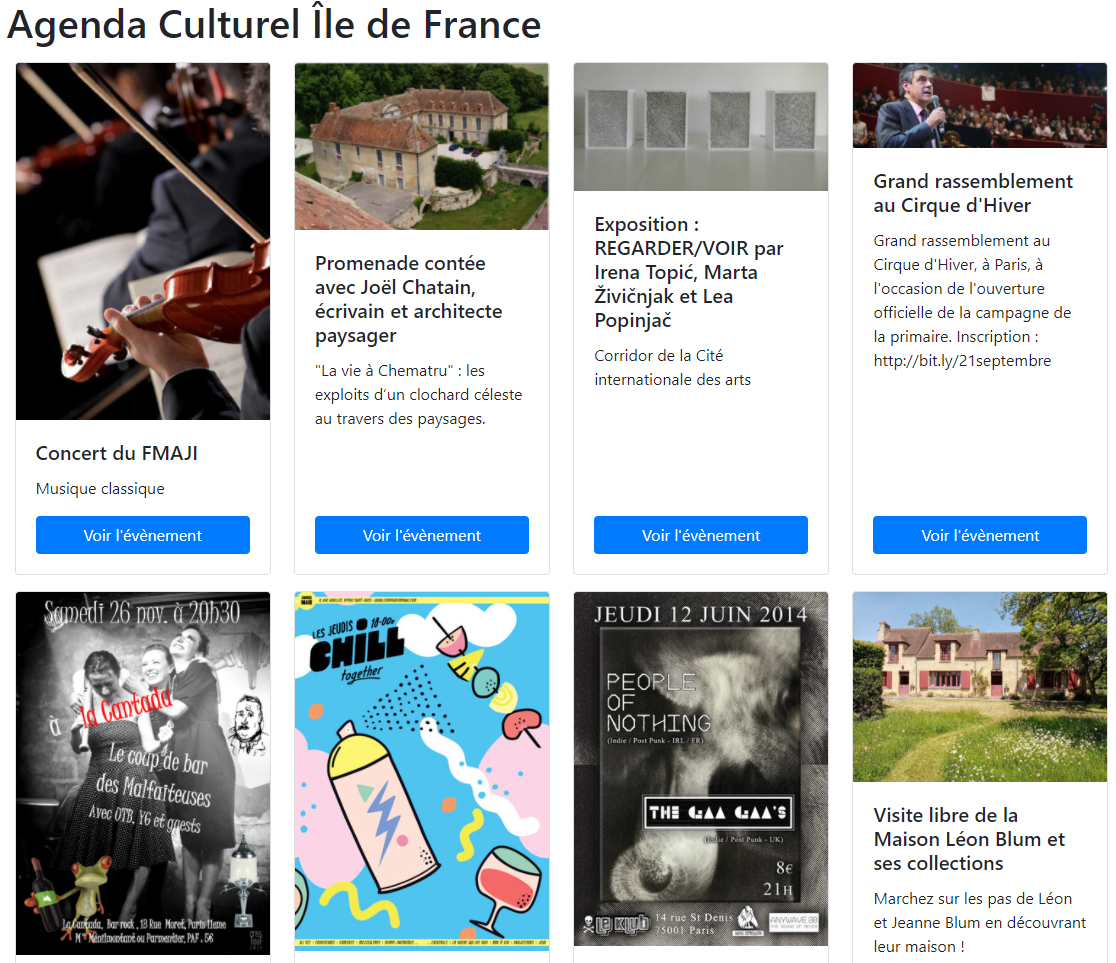 Agenda Culturel Île de France
Concert du FMAJI
Musique classique
Voir l'évènement
Promenade contée
avec Joël Chatain,
écrivain et architecte
paysager
"La vie à Chematru" : les
exploits d’un clochard céleste
au travers des paysages.
Voir l'évènement
Exposition :
REGARDER/VOIR par
Irena Topić, Marta
Živičnjak et Lea
Popinjač
Corridor de la Cité
internationale des arts
Voir l'évènement
Grand rassemblement
au Cirque d'Hiver
Grand rassemblement au
Cirque d'Hiver, à Paris, à
l'occasion de l'ouverture
officielle de la campagne de
la primaire. Inscription :
http://bit.ly/21septembre
Voir l'évènement
Samedi 26 nov. à 20h30
à la Cantada
Le coup de bar
des Malfaiteuses
Avec OTB, Y6 et guests
La Cantada, Bar rock, 13 Rue Moret, Paris 11eme
M° Ménilmontant ou Parmentier, PAF, 5€
LES JEUDIS 18-00h
CHILL
together
JEUDI 12 JUIN 2014
PEOPLE
OF
NOTHING
(Indie / Post Punk - IRL / FR)
THE GAA GAA'S
(Indie / Post Punk - UK)
8€
21H
LE KLUB
14 rue St Denis
75001 Paris
ANYWAVE
Visite libre de la
Maison Léon Blum et
ses collections
Marchez sur les pas de Léon
et Jeanne Blum en découvrant
leur maison !